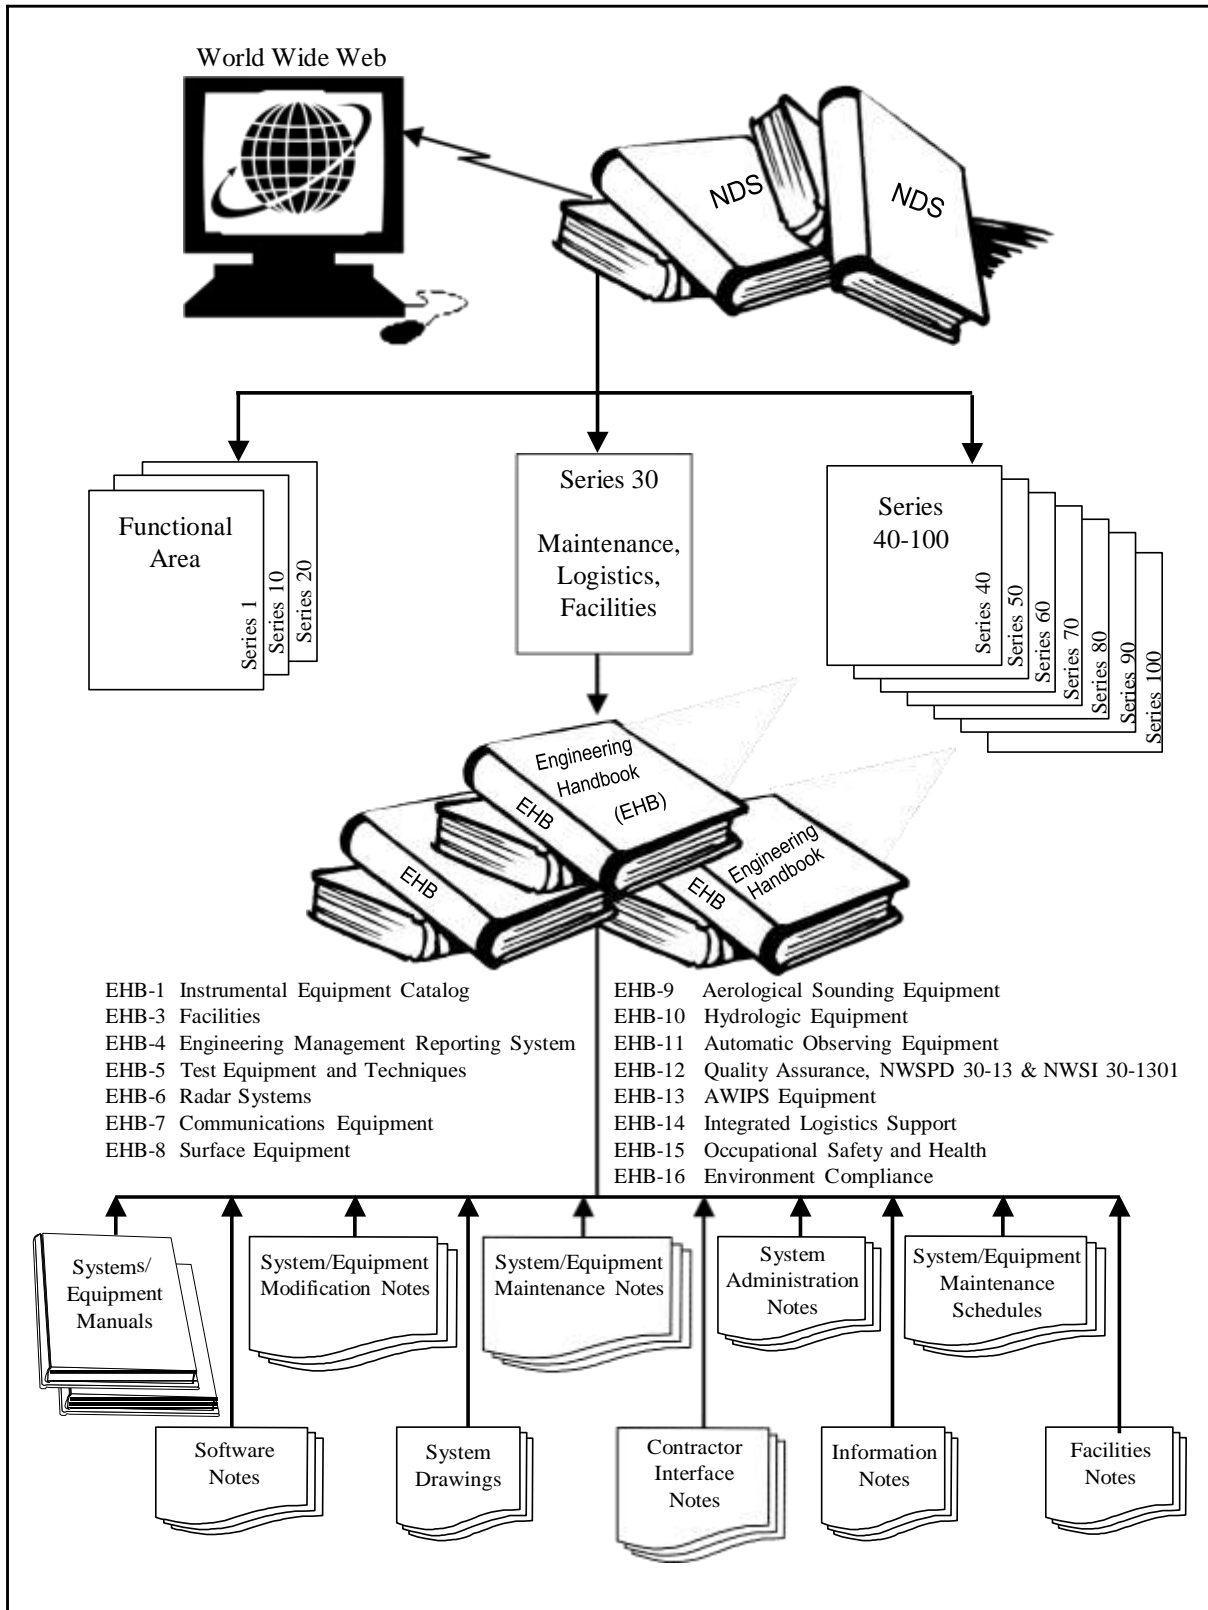 World Wide Web
NDS
NDS
Functional
Area
Series 1
Series 10
Series 20
Series 30
Maintenance,
Logistics,
Facilities
Series
40-100
Series 40
Series 50
Series 60
Series 70
Series 80
Series 90
Series 100
Engineering
Handbook
(EHB)
EHB
EHB
Engineering
Handbook
EHB
EHB-1 Instrumental Equipment Catalog
EHB-3 Facilities
EHB-4 Engineering Management Reporting System
EHB-5 Test Equipment and Techniques
EHB-6 Radar Systems
EHB-7 Communications Equipment
EHB-8 Surface Equipment
EHB-9 Aerological Sounding Equipment
EHB-10 Hydrologic Equipment
EHB-11 Automatic Observing Equipment
EHB-12 Quality Assurance, NWSPD 30-13 & NWSI 30-1301
EHB-13 AWIPS Equipment
EHB-14 Integrated Logistics Support
EHB-15 Occupational Safety and Health
EHB-16 Environment Compliance
Systems/
Equipment
Manuals
System/Equipment
Modification Notes
System/Equipment
Maintenance Notes
System
Administration
Notes
System/Equipment
Maintenance
Schedules
Software
Notes
System
Drawings
Contractor
Interface
Notes
Information
Notes
Facilities
Notes